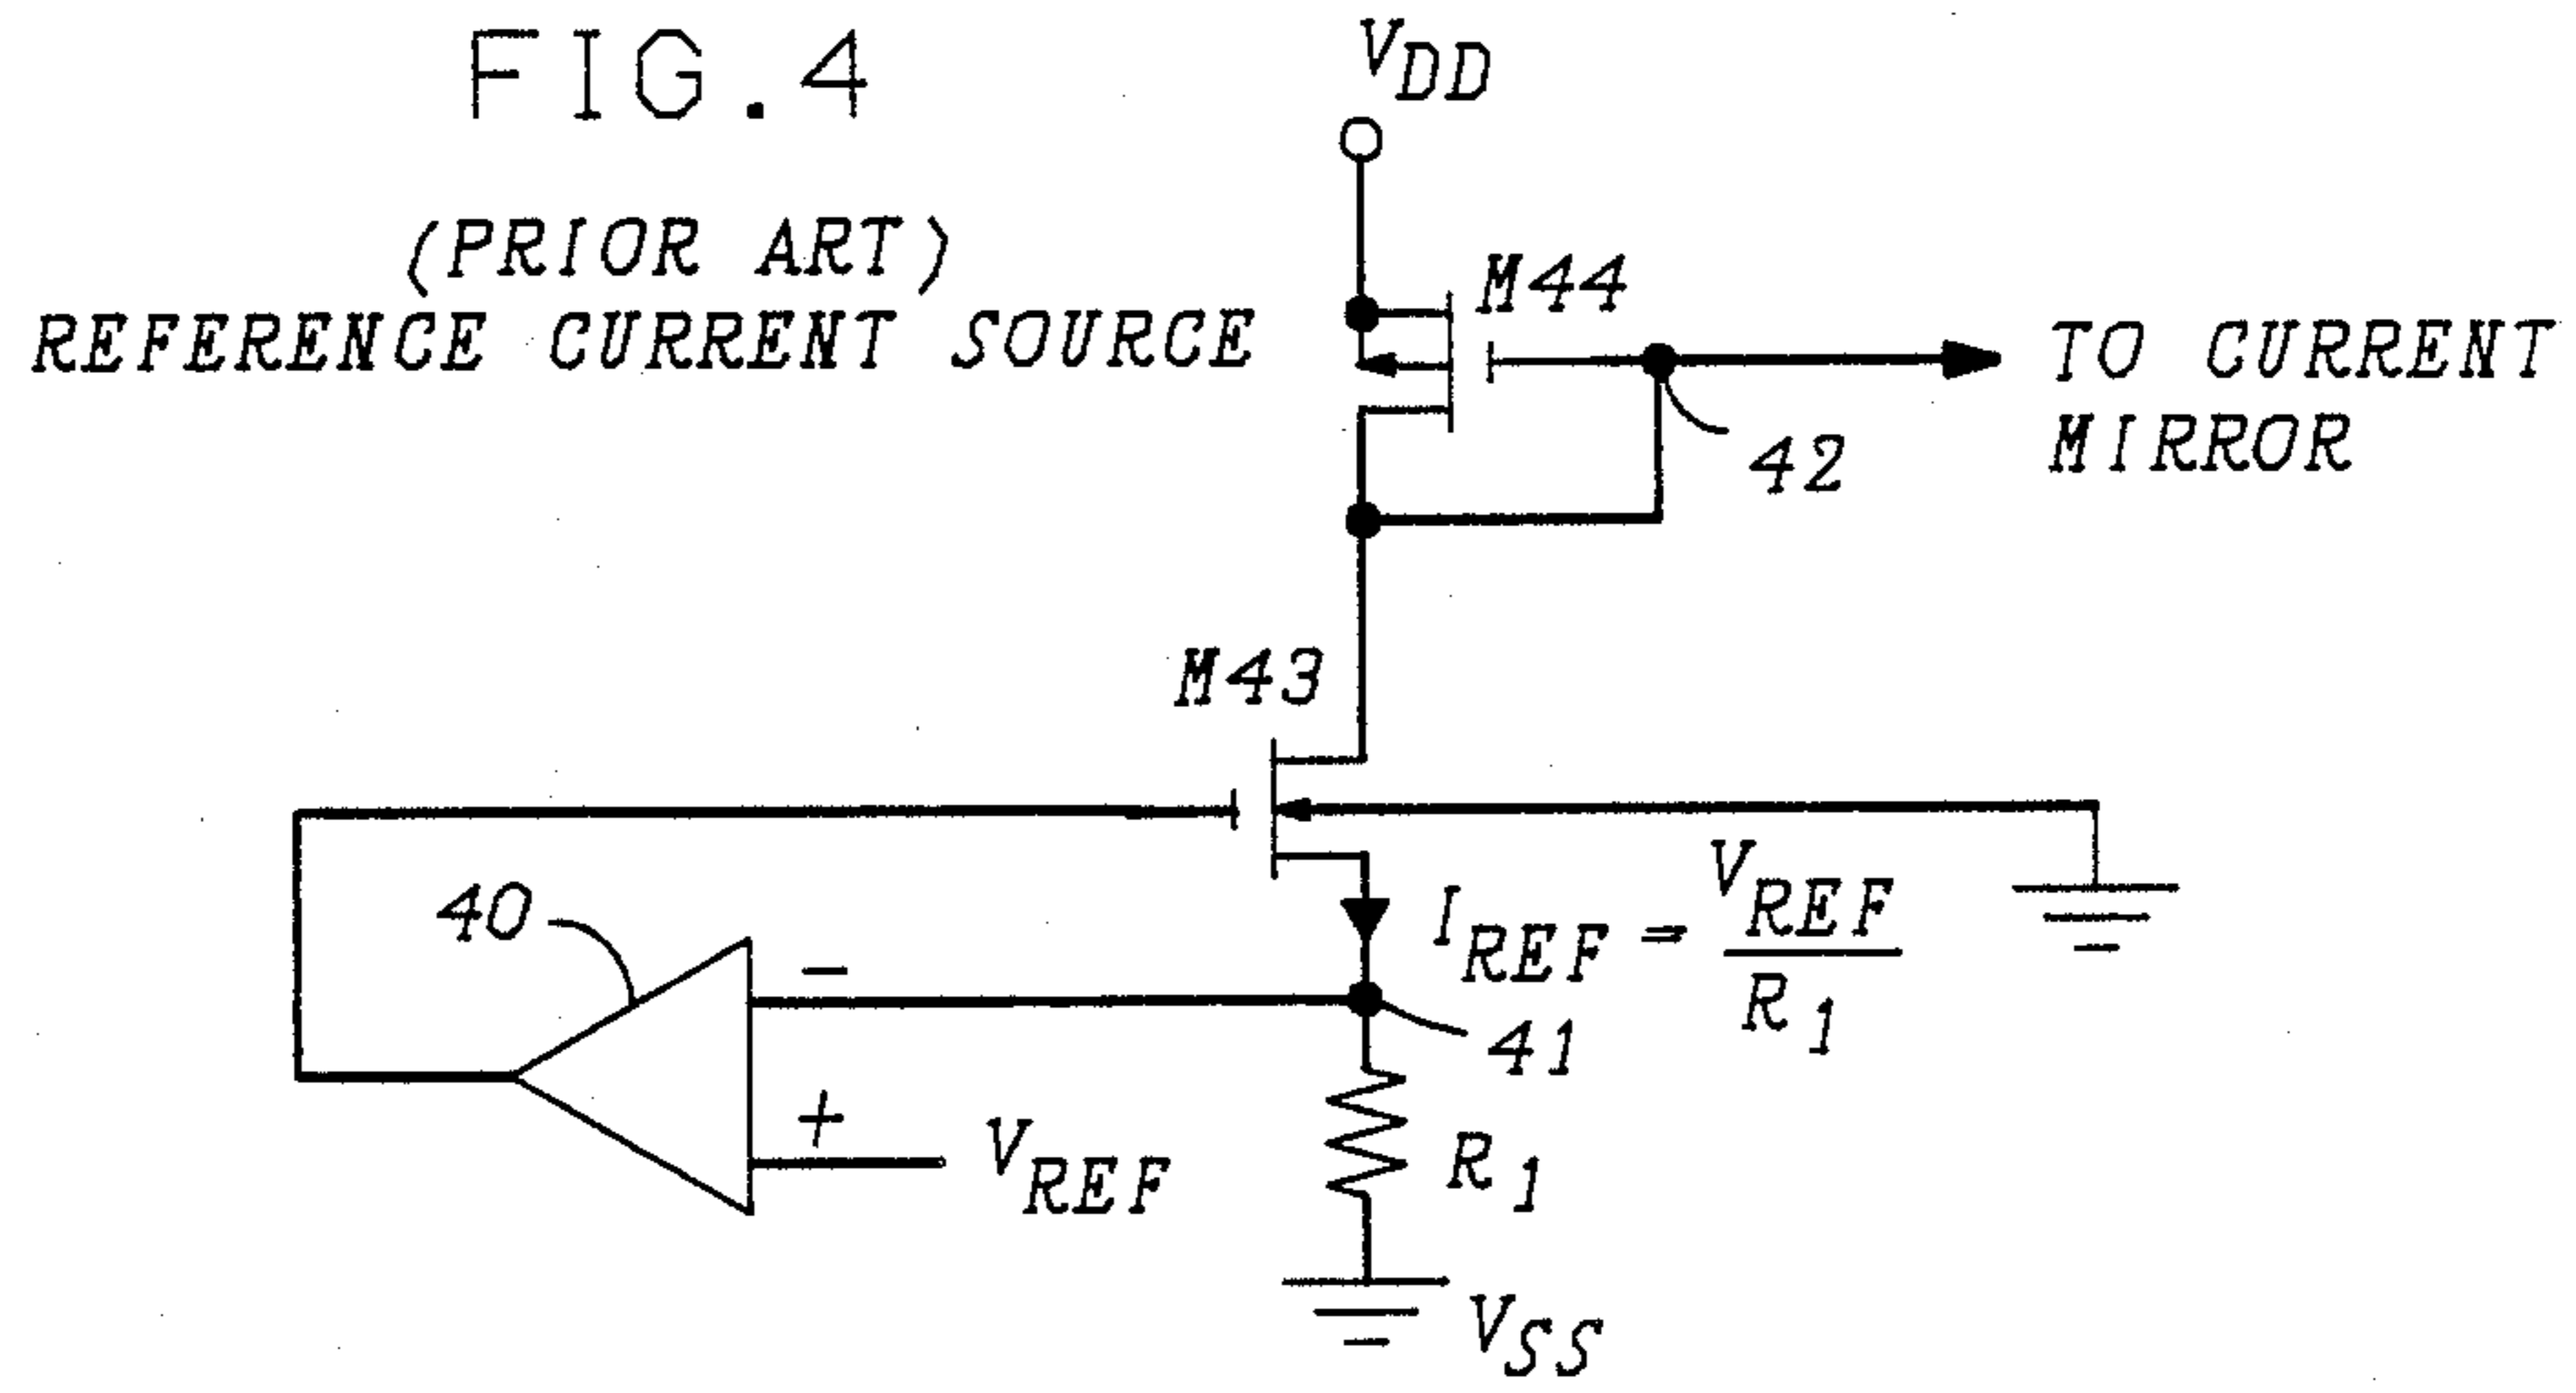 FIG.4
(PRIOR ART)
REFERENCE CURRENT SOURCE
VDD
M44
TO CURRENT
MIRROR
42
M43
40
IREF = VREF
R1
41
−
+
VREF
R1
VSS